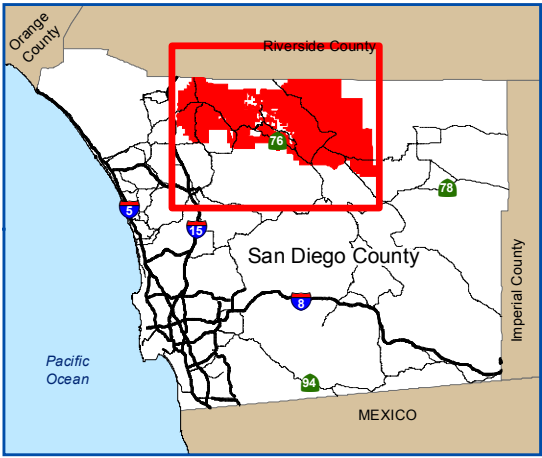 Orange
County
Riverside County
76
78
5
15
San Diego County
Imperial County
8
Pacific
Ocean
94
MEXICO